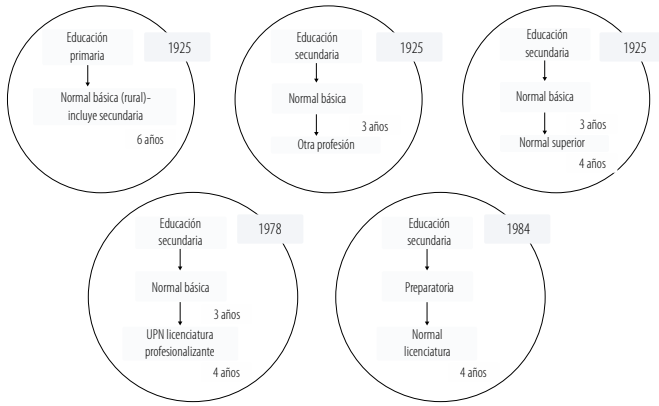 Educación
primaria
1925
Normal básica (rural)-
incluye secundaria
6 años
Educación
secundaria
1925
Normal básica
3 años
Otra profesión
Educación
secundaria
1925
Normal básica
3 años
Normal superior
4 años
Educación
secundaria
1978
Normal básica
3 años
UPN licenciatura
profesionalizante
4 años
Educación
secundaria
1984
Preparatoria
Normal
licenciatura
4 años